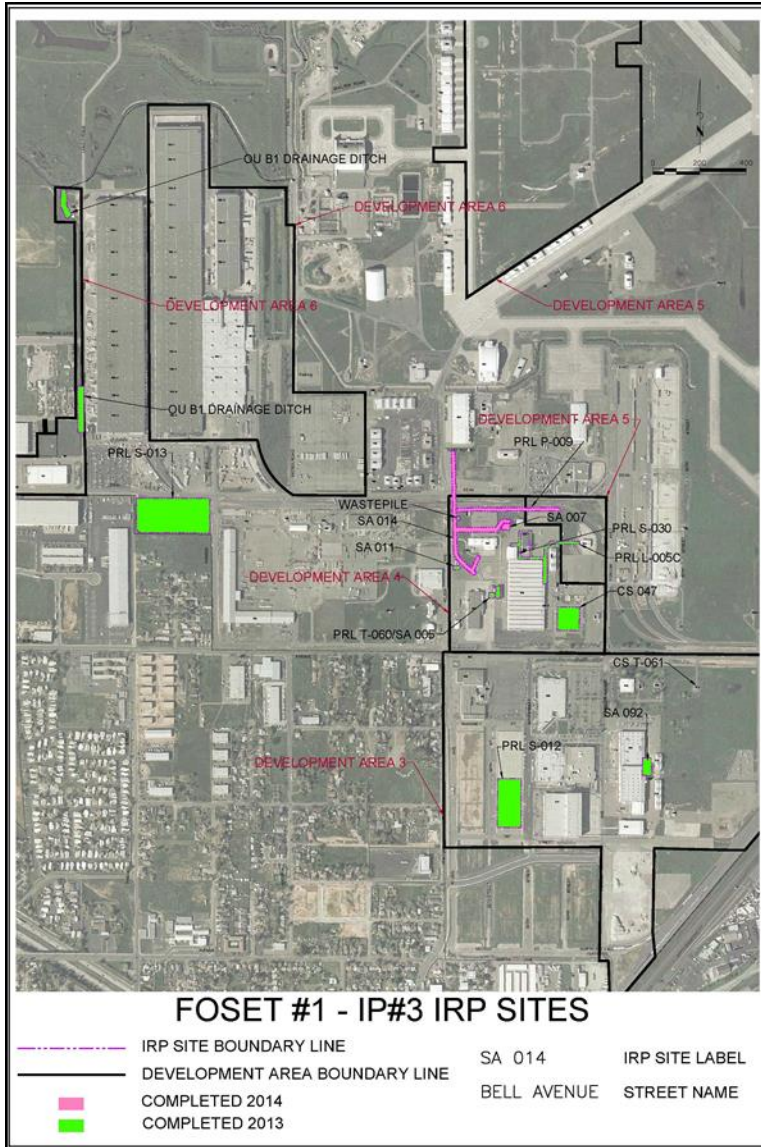 N
0 200 400
OU B1 DRAINAGE DITCH
DEVELOPMENT AREA 6
DEVELOPMENT AREA 6
DEVELOPMENT AREA 5
OU B1 DRAINAGE DITCH
DEVELOPMENT AREA 5
PRL P-009
PRL S-013
WASTEPILE
SA 014
SA 007
PRL S-030
SA 011
PRL L-005C
DEVELOPMENT AREA 4
CS 047
PRL T-060/SA 005
CS T-061
SA 092
PRL S-012
DEVELOPMENT AREA 3
FOSET #1 - IP#3 IRP SITES
IRP SITE BOUNDARY LINE
SA 014 IRP SITE LABEL
DEVELOPMENT AREA BOUNDARY LINE
BELL AVENUE STREET NAME
COMPLETED 2014
COMPLETED 2013